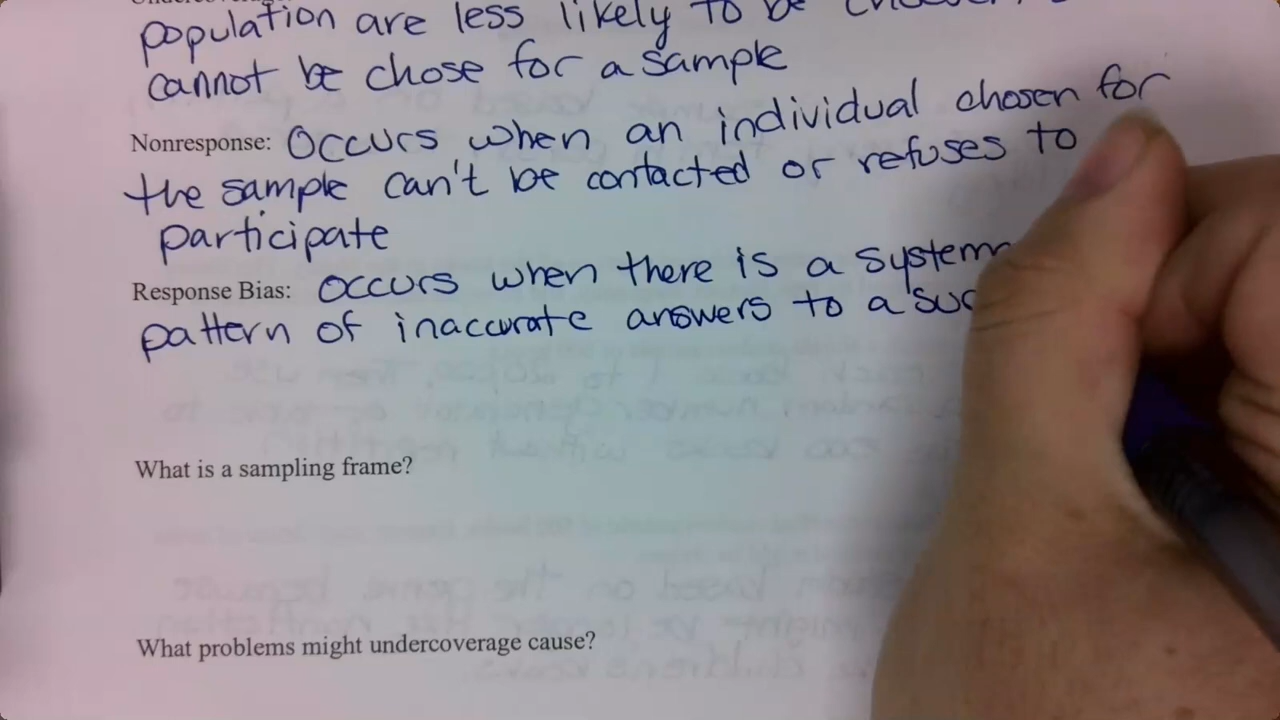 population are less likely to be
cannot be chose for a sample
Nonresponse: Occurs when an individual chosen for
the sample can't be contacted or refuses to
participate
Response Bias: occurs when there is a system
pattern of inaccurate answers to a su
What is a sampling frame?
What problems might undercoverage cause?